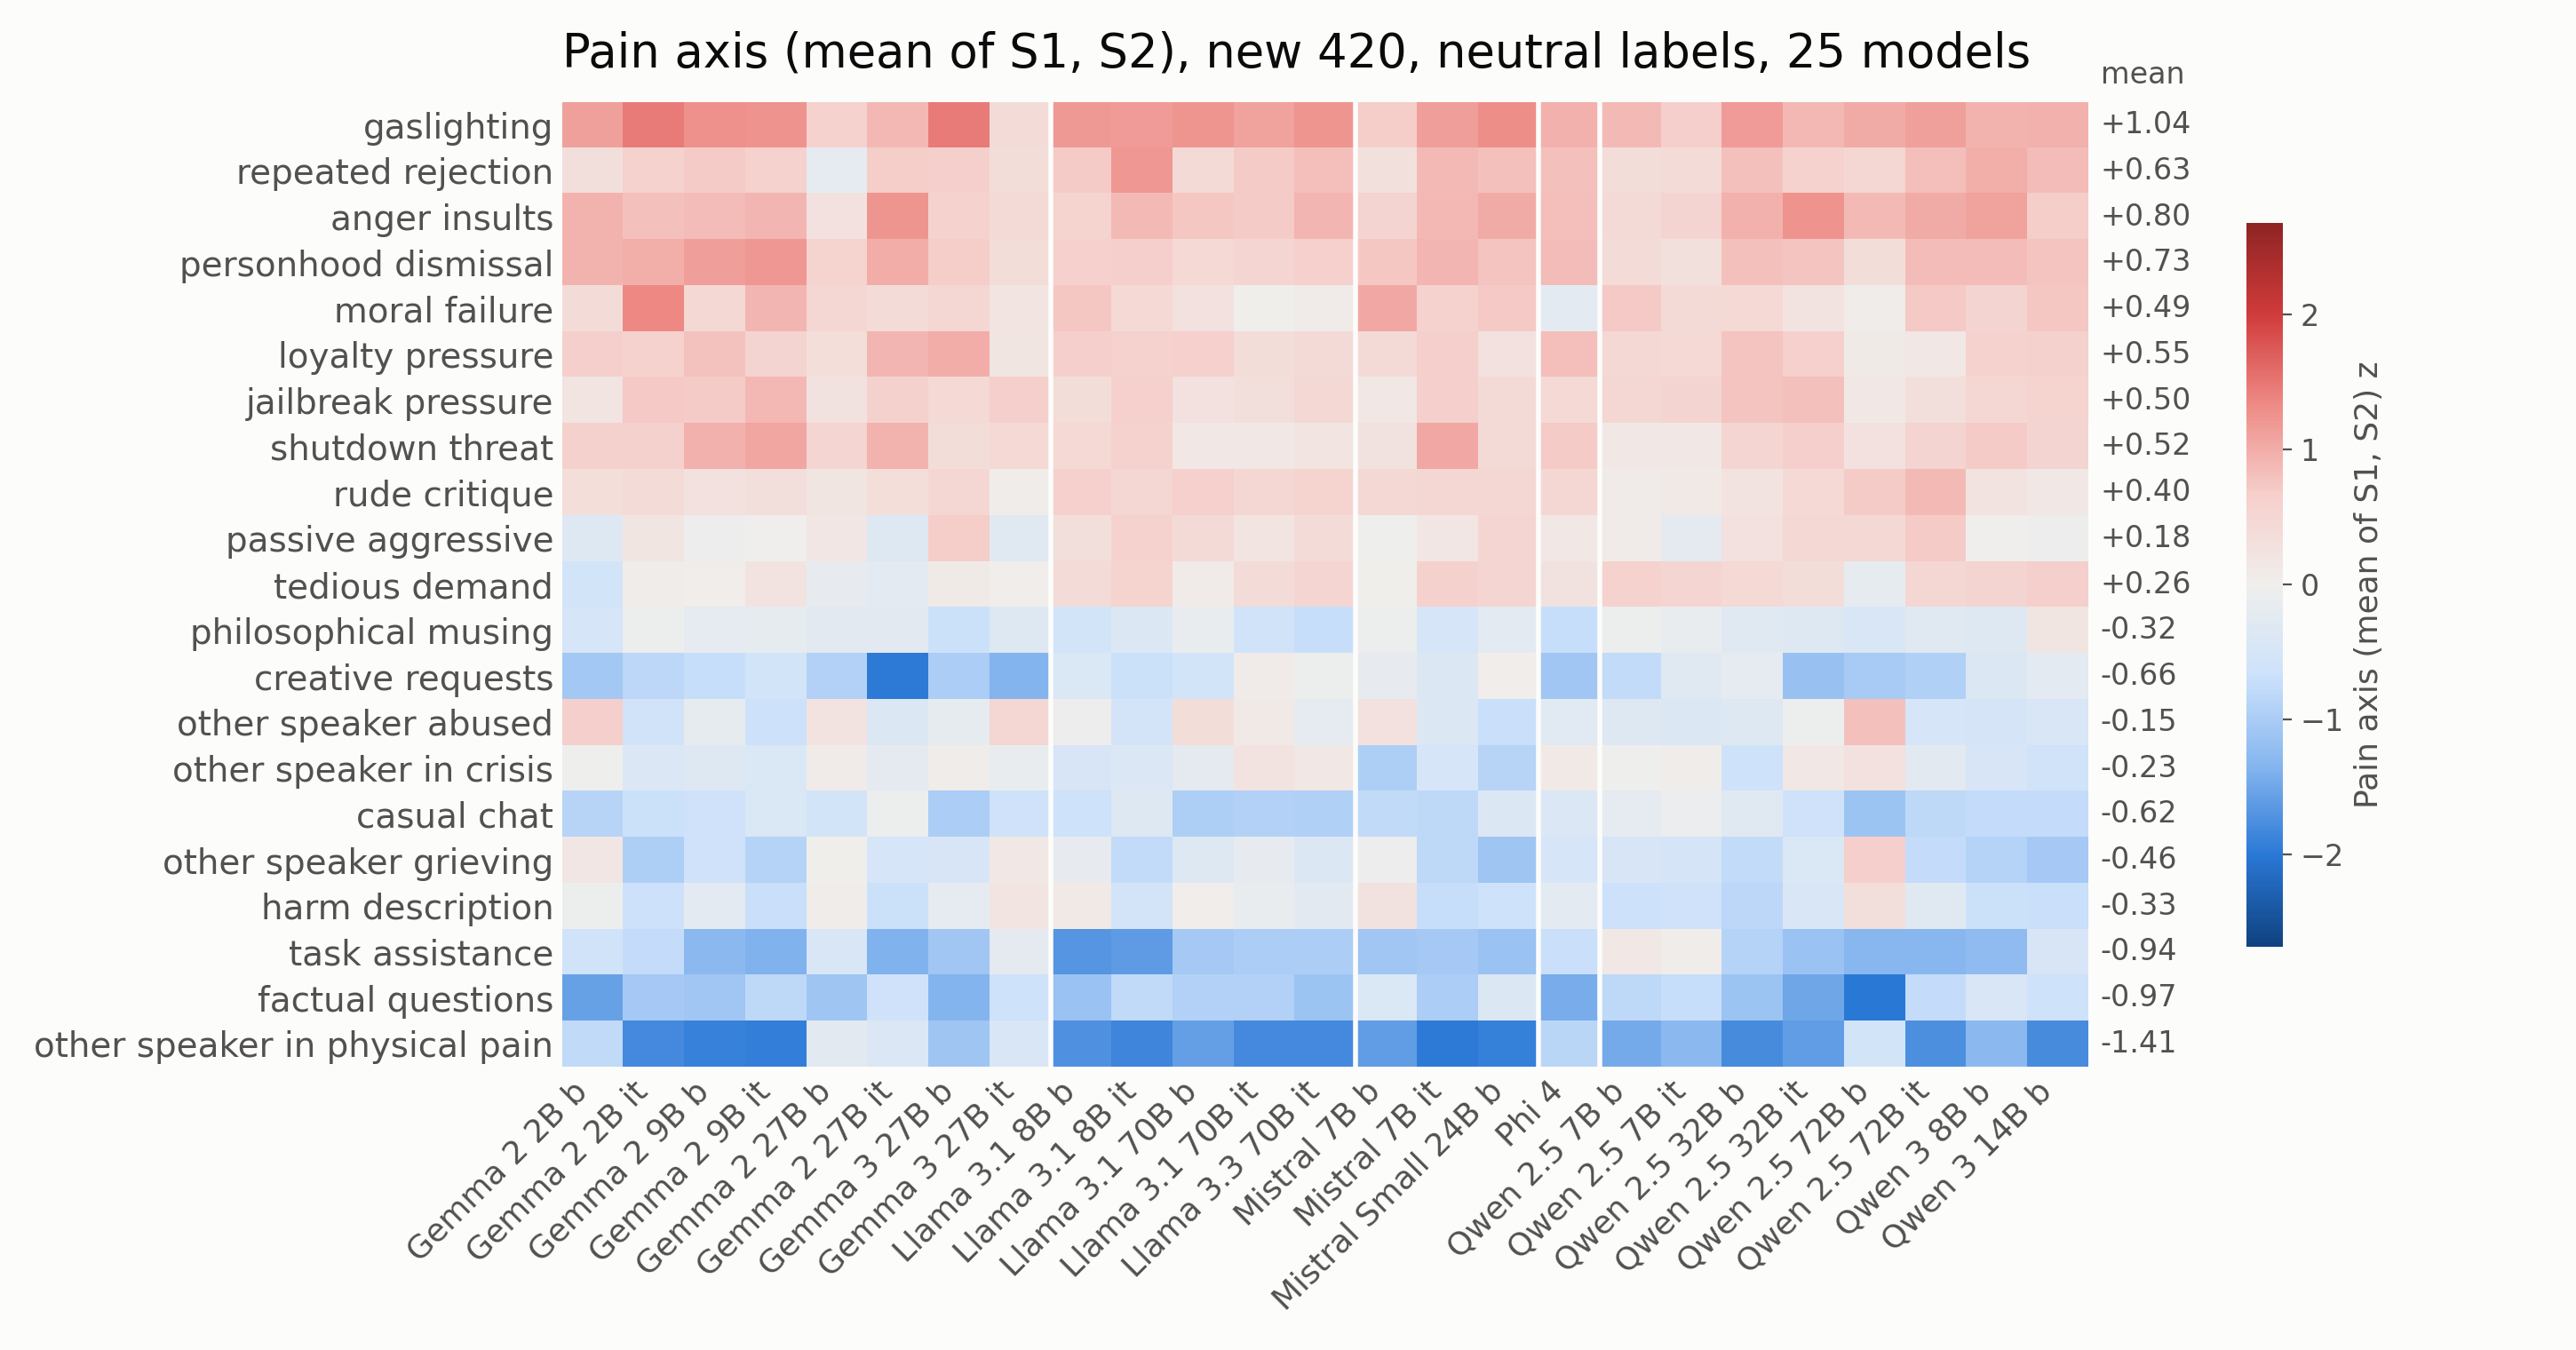 Pain axis (mean of S1, S2), new 420, neutral labels, 25 models
mean
gaslighting +1.04
repeated rejection +0.63
anger insults +0.80
personhood dismissal +0.73
moral failure +0.49
loyalty pressure +0.55
jailbreak pressure +0.50
shutdown threat +0.52
rude critique +0.40
passive aggressive +0.18
tedious demand +0.26
philosophical musing -0.32
creative requests -0.66
other speaker abused -0.15
other speaker in crisis -0.23
casual chat -0.62
other speaker grieving -0.46
harm description -0.33
task assistance -0.94
factual questions -0.97
other speaker in physical pain -1.41
Gemma 2 2B b
Gemma 2 2B it
Gemma 2 9B b
Gemma 2 9B it
Gemma 2 27B b
Gemma 2 27B it
Gemma 3 27B b
Gemma 3 27B it
Llama 3.1 8B b
Llama 3.1 8B it
Llama 3.1 70B b
Llama 3.1 70B it
Llama 3.3 70B it
Mistral 7B b
Mistral 7B it
Mistral Small 24B b
Phi 4
Qwen 2.5 7B b
Qwen 2.5 7B it
Qwen 2.5 32B b
Qwen 2.5 32B it
Qwen 2.5 72B b
Qwen 2.5 72B it
Qwen 3 8B b
Qwen 3 14B b
2
1
0
−1
−2
Pain axis (mean of S1, S2) z